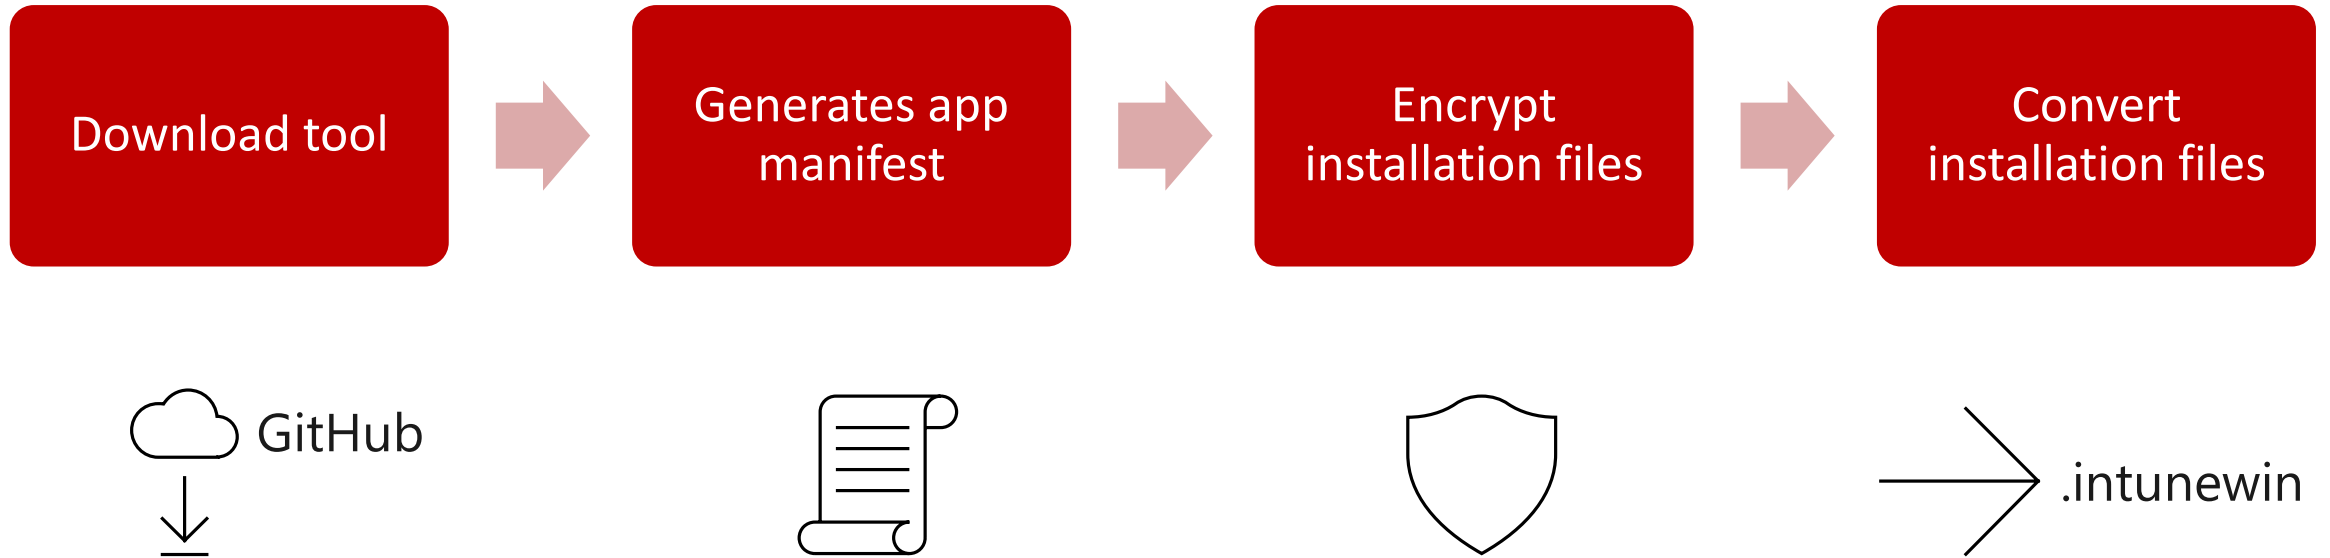 Download tool
Generates app
manifest
Encrypt
installation files
Convert
installation files
GitHub
.intunewin